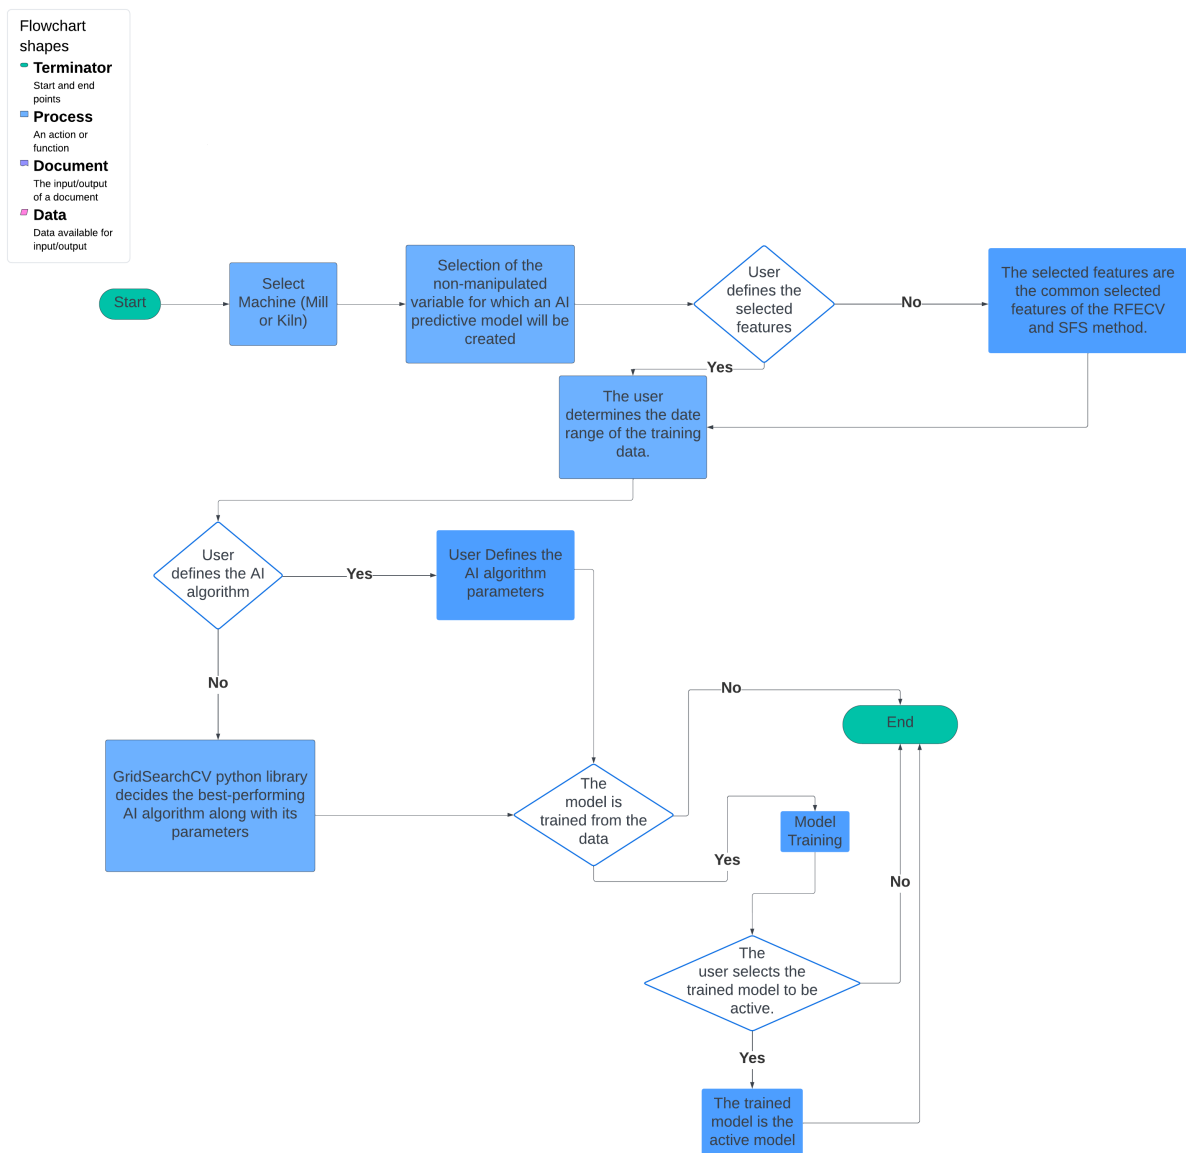 Flowchart
shapes
Terminator
Start and end
points
Process
An action or
function
Document
The input/output
of a document
Data
Data available for
input/output
Start
Select
Machine (Mill
or Kiln)
Selection of the
non-manipulated
variable for which an AI
predictive model will be
created
User
defines the
selected
features
No
The selected features are
the common selected
features of the RFECV
and SFS method.
Yes
The user
determines the date
range of the training
data.
User
defines the AI
algorithm
Yes
User Defines the
AI algorithm
parameters
No
GridSearchCV python library
decides the best-performing
AI algorithm along with its
parameters
The
model is
trained from the
data
No
End
Yes
Model
Training
No
The
user selects the
trained model to be
active.
Yes
The trained
model is the
active model